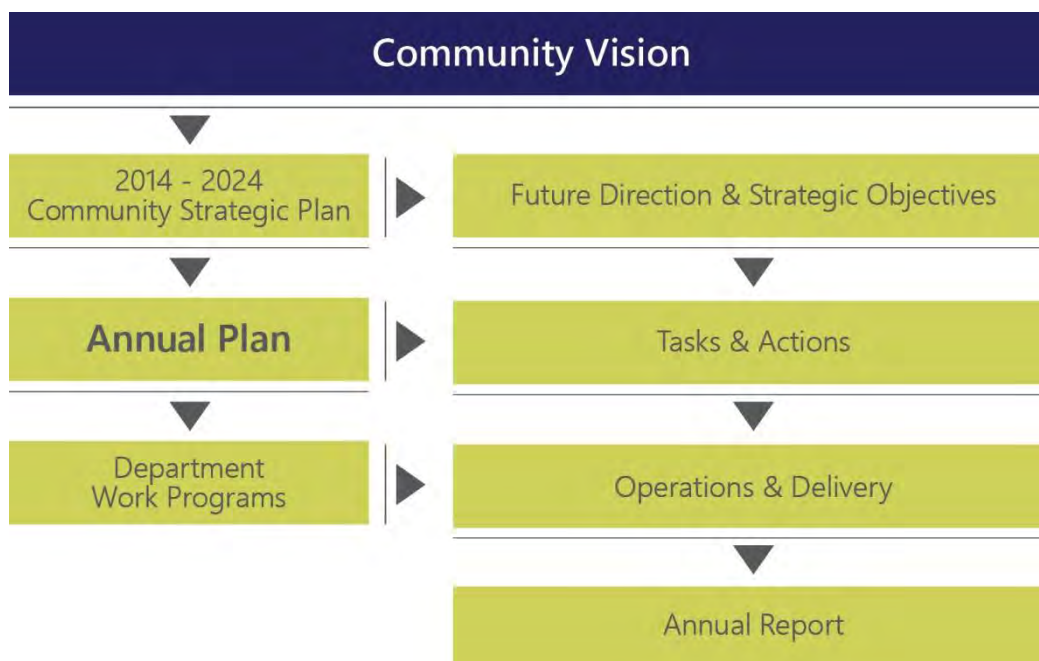 Community Vision
2014 - 2024
Community Strategic Plan
Future Direction & Strategic Objectives
Annual Plan
Tasks & Actions
Department
Work Programs
Operations & Delivery
Annual Report